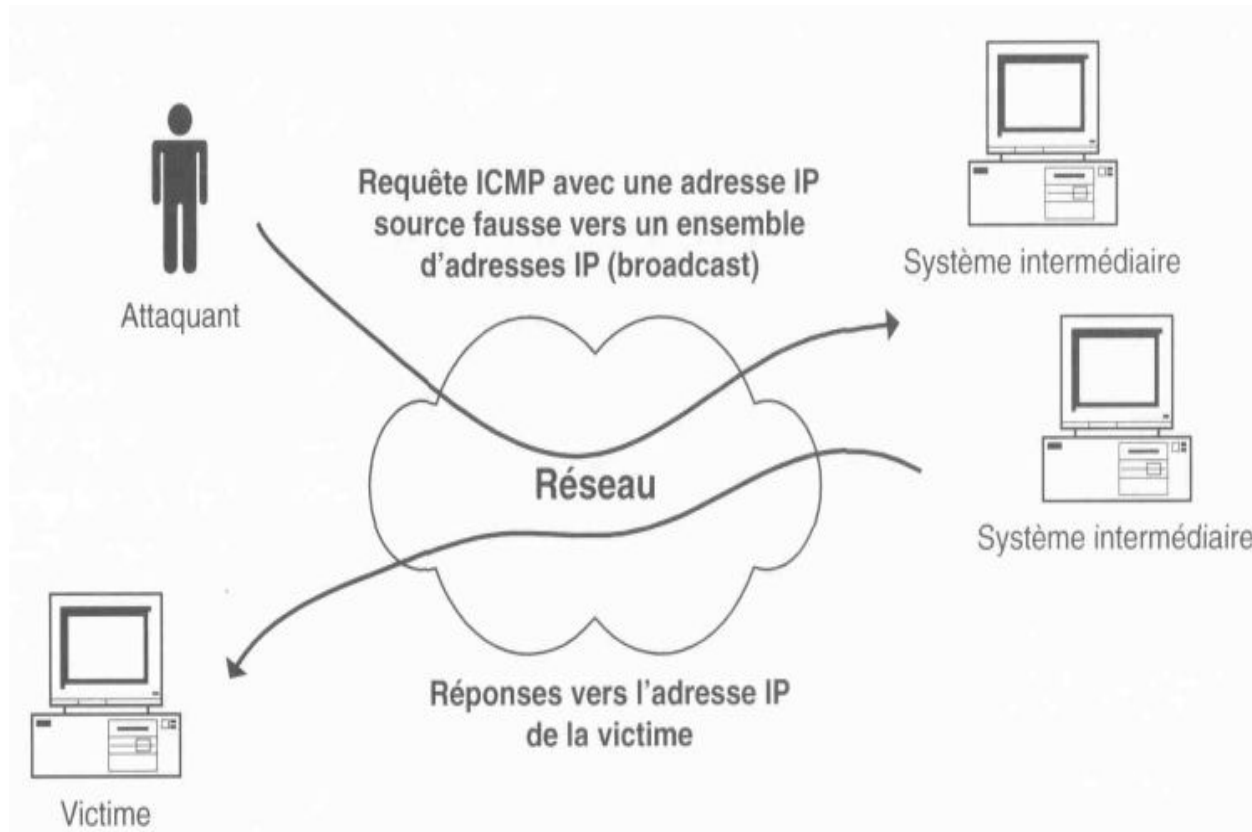 Requête ICMP avec une adresse IP
source fausse vers un ensemble
d'adresses IP (broadcast)
Système intermédiaire
Attaquant
Réseau
Système intermédiaire
Réponses vers l'adresse IP
de la victime
Victime